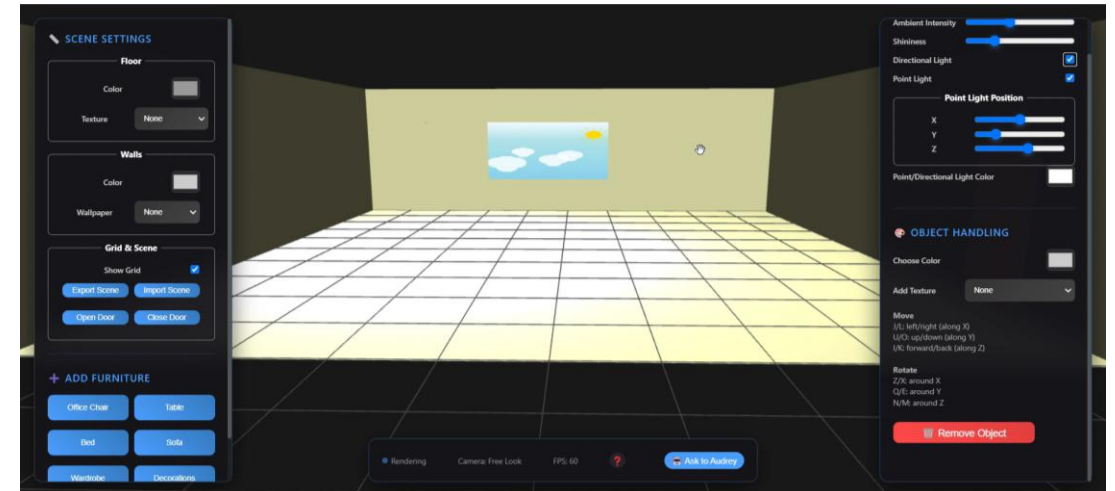 SCENE SETTINGS
Floor
Color
Texture None
Walls
Color
Wallpaper None
Grid & Scene
Show Grid
Export Scene Import Scene
Open Door Close Door
ADD FURNITURE
Office Chair Table
Bed Sofa
Wardrobe Decorations
Rendering Camera: Free Look FPS: 60 ? Ask to Audrey
Ambient Intensity
Shininess
Directional Light
Point Light
Point Light Position
X
Y
Z
Point/Directional Light Color
OBJECT HANDLING
Choose Color
Add Texture None
Move
J/L: left/right (along X)
U/O: up/down (along Y)
I/K: forward/back (along Z)
Rotate
Z/X: around X
Q/E: around Y
N/M: around Z
Remove Object